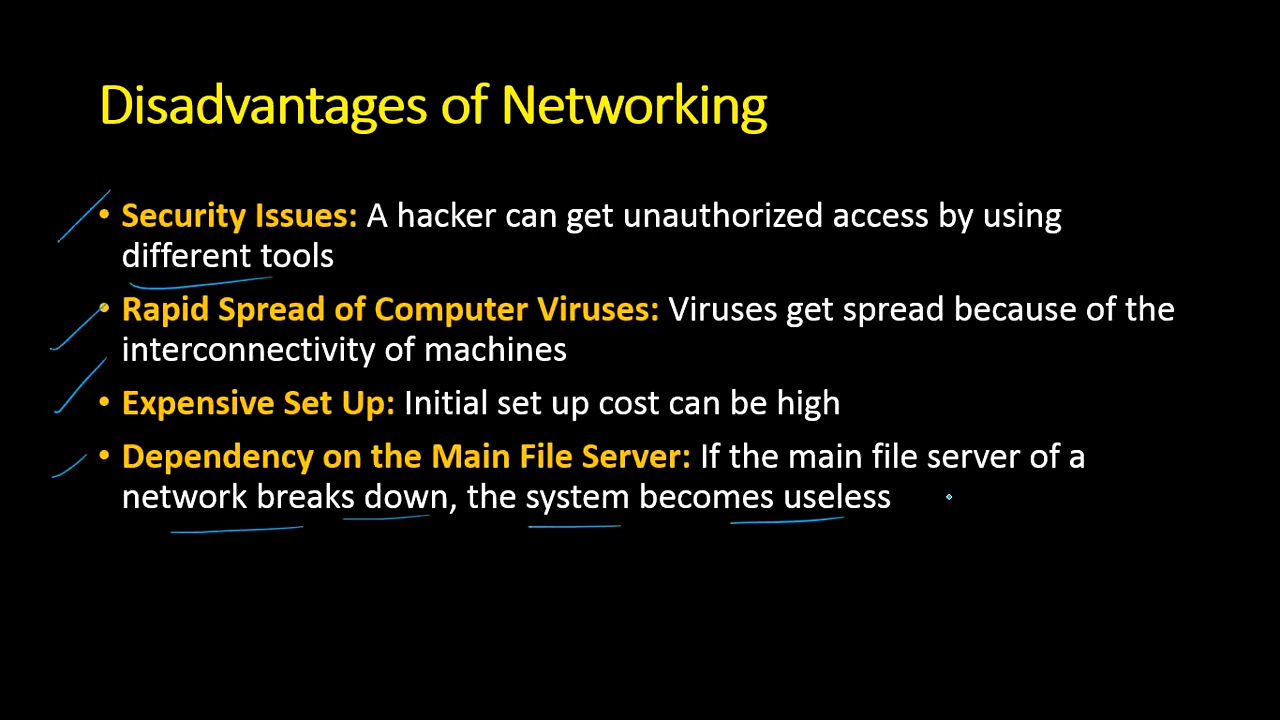 Disadvantages of Networking
• Security Issues: A hacker can get unauthorized access by using
different tools
• Rapid Spread of Computer Viruses: Viruses get spread because of the
interconnectivity of machines
• Expensive Set Up: Initial set up cost can be high
• Dependency on the Main File Server: If the main file server of a
network breaks down, the system becomes useless